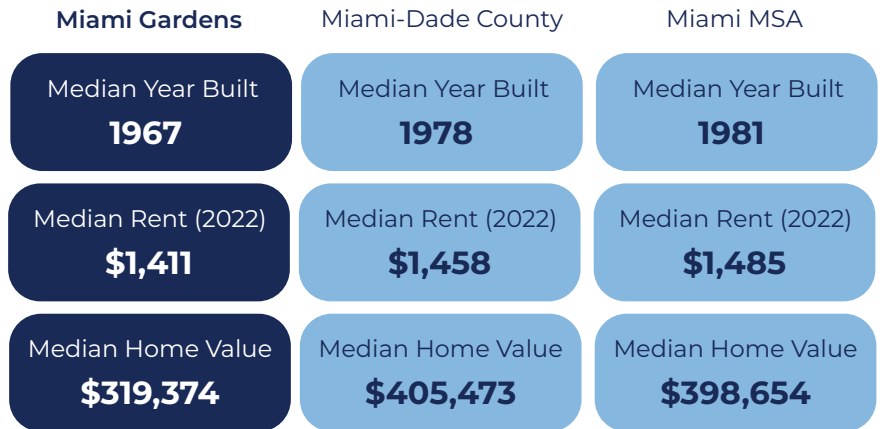 Miami Gardens
Miami-Dade County
Miami MSA
Median Year Built
1967
Median Year Built
1978
Median Year Built
1981
Median Rent (2022)
$1,411
Median Rent (2022)
$1,458
Median Rent (2022)
$1,485
Median Home Value
$319,374
Median Home Value
$405,473
Median Home Value
$398,654